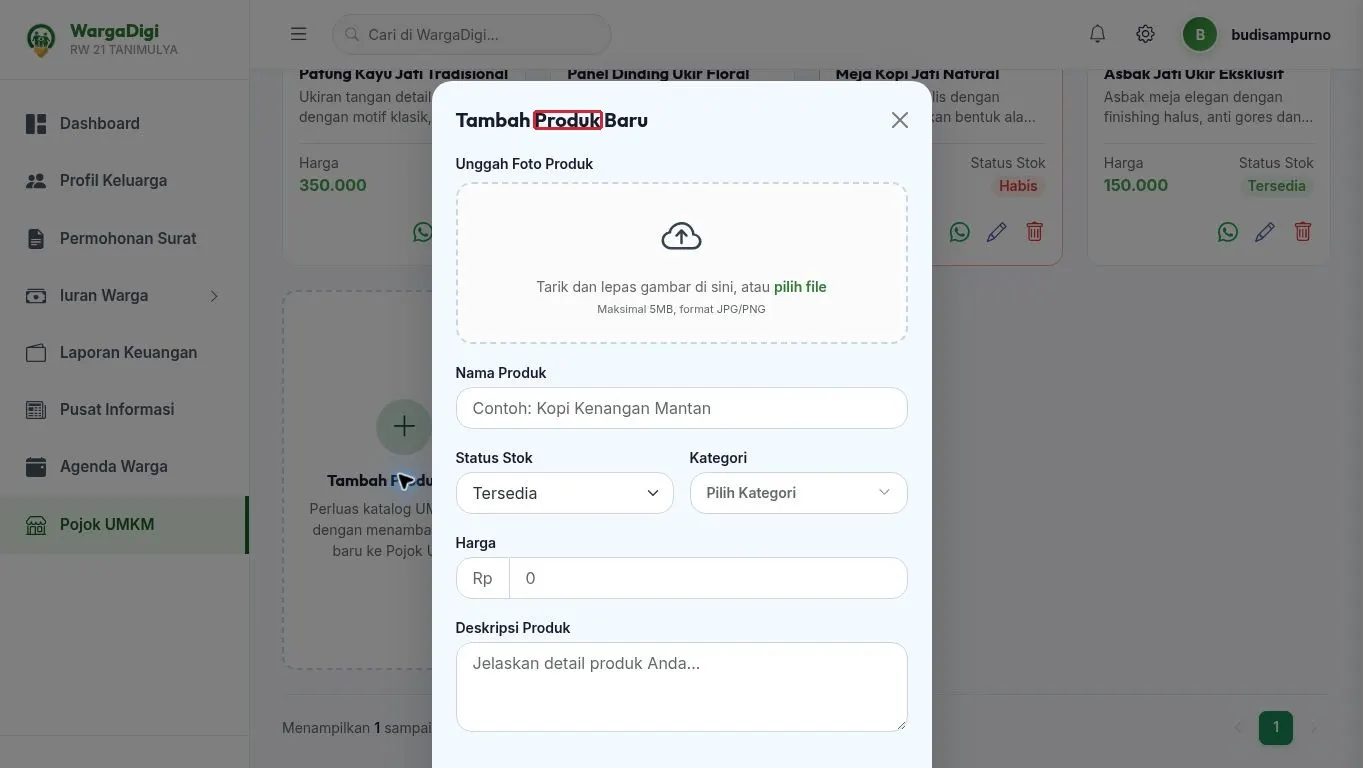 WargaDigi
RW 21 TANIMULYA
Cari di WargaDigi...
B
budisampurno
Dashboard
Profil Keluarga
Permohonan Surat
Iuran Warga
Laporan Keuangan
Pusat Informasi
Agenda Warga
Pojok UMKM
Patung Kayu Jati Tradisional
Ukiran tangan detail
dengan motif klasik,
Harga
350.000
Panel Dinding Ukir Floral
Meja Kopi Jati Natural
lis dengan
kan bentuk ala...
Status Stok
Habis
Asbak Jati Ukir Eksklusif
Asbak meja elegan dengan
finishing halus, anti gores dan...
Harga
Status Stok
150.000
Tersedia
Tambah
Perluas katalog UM
dengan menamba
baru ke Pojok U
Menampilkan 1 sampai
1
Tambah Produk Baru
Unggah Foto Produk
Tarik dan lepas gambar di sini, atau pilih file
Maksimal 5MB, format JPG/PNG
Nama Produk
Contoh: Kopi Kenangan Mantan
Status Stok
Kategori
Tersedia
Pilih Kategori
Harga
Rp
0
Deskripsi Produk
Jelaskan detail produk Anda...